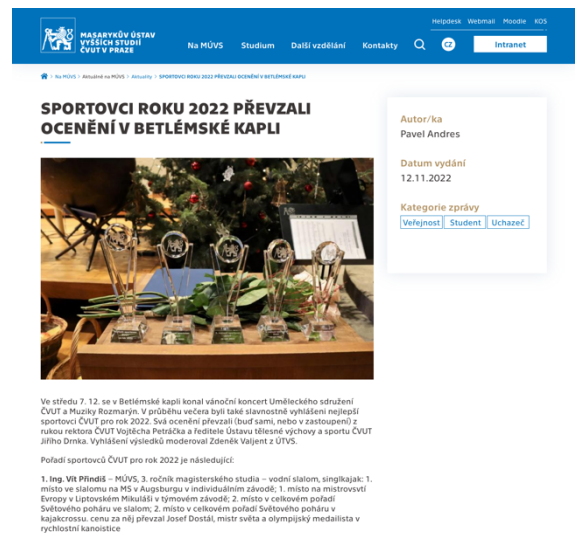 Helpdesk Webmail Moodle KOS
MASARYKŮV ÚSTAV
VYŠŠÍCH STUDIÍ
ČVUT V PRAZE
Na MÚVS Studium Další vzdělání Kontakty CZ Intranet
> Na MÚVS > Aktuálně na MÚVS > Aktuality > SPORTOVCI ROKU 2022 PŘEVZALI OCENĚNÍ V BETLÉMSKÉ KAPLI
SPORTOVCI ROKU 2022 PŘEVZALI
OCENĚNÍ V BETLÉMSKÉ KAPLI
Autor/ka
Pavel Andres
Datum vydání
12.11.2022
Kategorie zprávy
Veřejnost Student Uchazeč
Ve středu 7. 12. se v Betlémské kapli konal vánoční koncert Uměleckého sdružení
ČVUT a Muziky Rozmarýn. V průběhu večera byli také slavnostně vyhlášeni nejlepší
sportovci ČVUT pro rok 2022. Svá ocenění převzali (buď sami, nebo v zastoupení) z
rukou rektora ČVUT Vojtěcha Petráčka a ředitele Ústavu tělesné výchovy a sportu ČVUT
Jiřího Drnka. Vyhlášení výsledků moderoval Zdeněk Valjent z ÚTVS.
Pořadí sportovců ČVUT pro rok 2022 je následující:
1. Ing. Vít Přindiš – MÚVS, 3. ročník magisterského studia – vodní slalom, singlkajak: 1.
místo ve slalomu na MS v Augsburgu v individuálním závodě; 1. místo na mistrovsví
Evropy v Liptovském Mikuláši v týmovém závodě; 2. místo v celkovém pořadí
Světového poháru ve slalom; 2. místo v celkovém pořadí Světového poháru v
kajakcrossu. cenu za něj převzal Josef Dostál, mistr světa a olympijský medailista v
rychlostní kanoistice